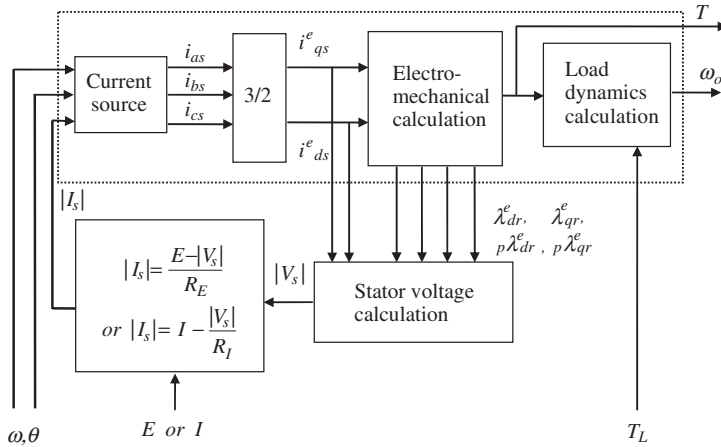 T
Current source
i_as
i_bs
i_cs
3/2
i^e_qs
i^e_ds
Electro-
mechanical
calculation
Load
dynamics
calculation
ω_o
|I_s|
|I_s|= E–|V_s| / R_E
or |I_s|= I – |V_s| / R_I
|V_s|
Stator voltage
calculation
λ^e_dr, λ^e_qr,
pλ^e_dr , pλ^e_qr
ω,θ
E or I
T_L